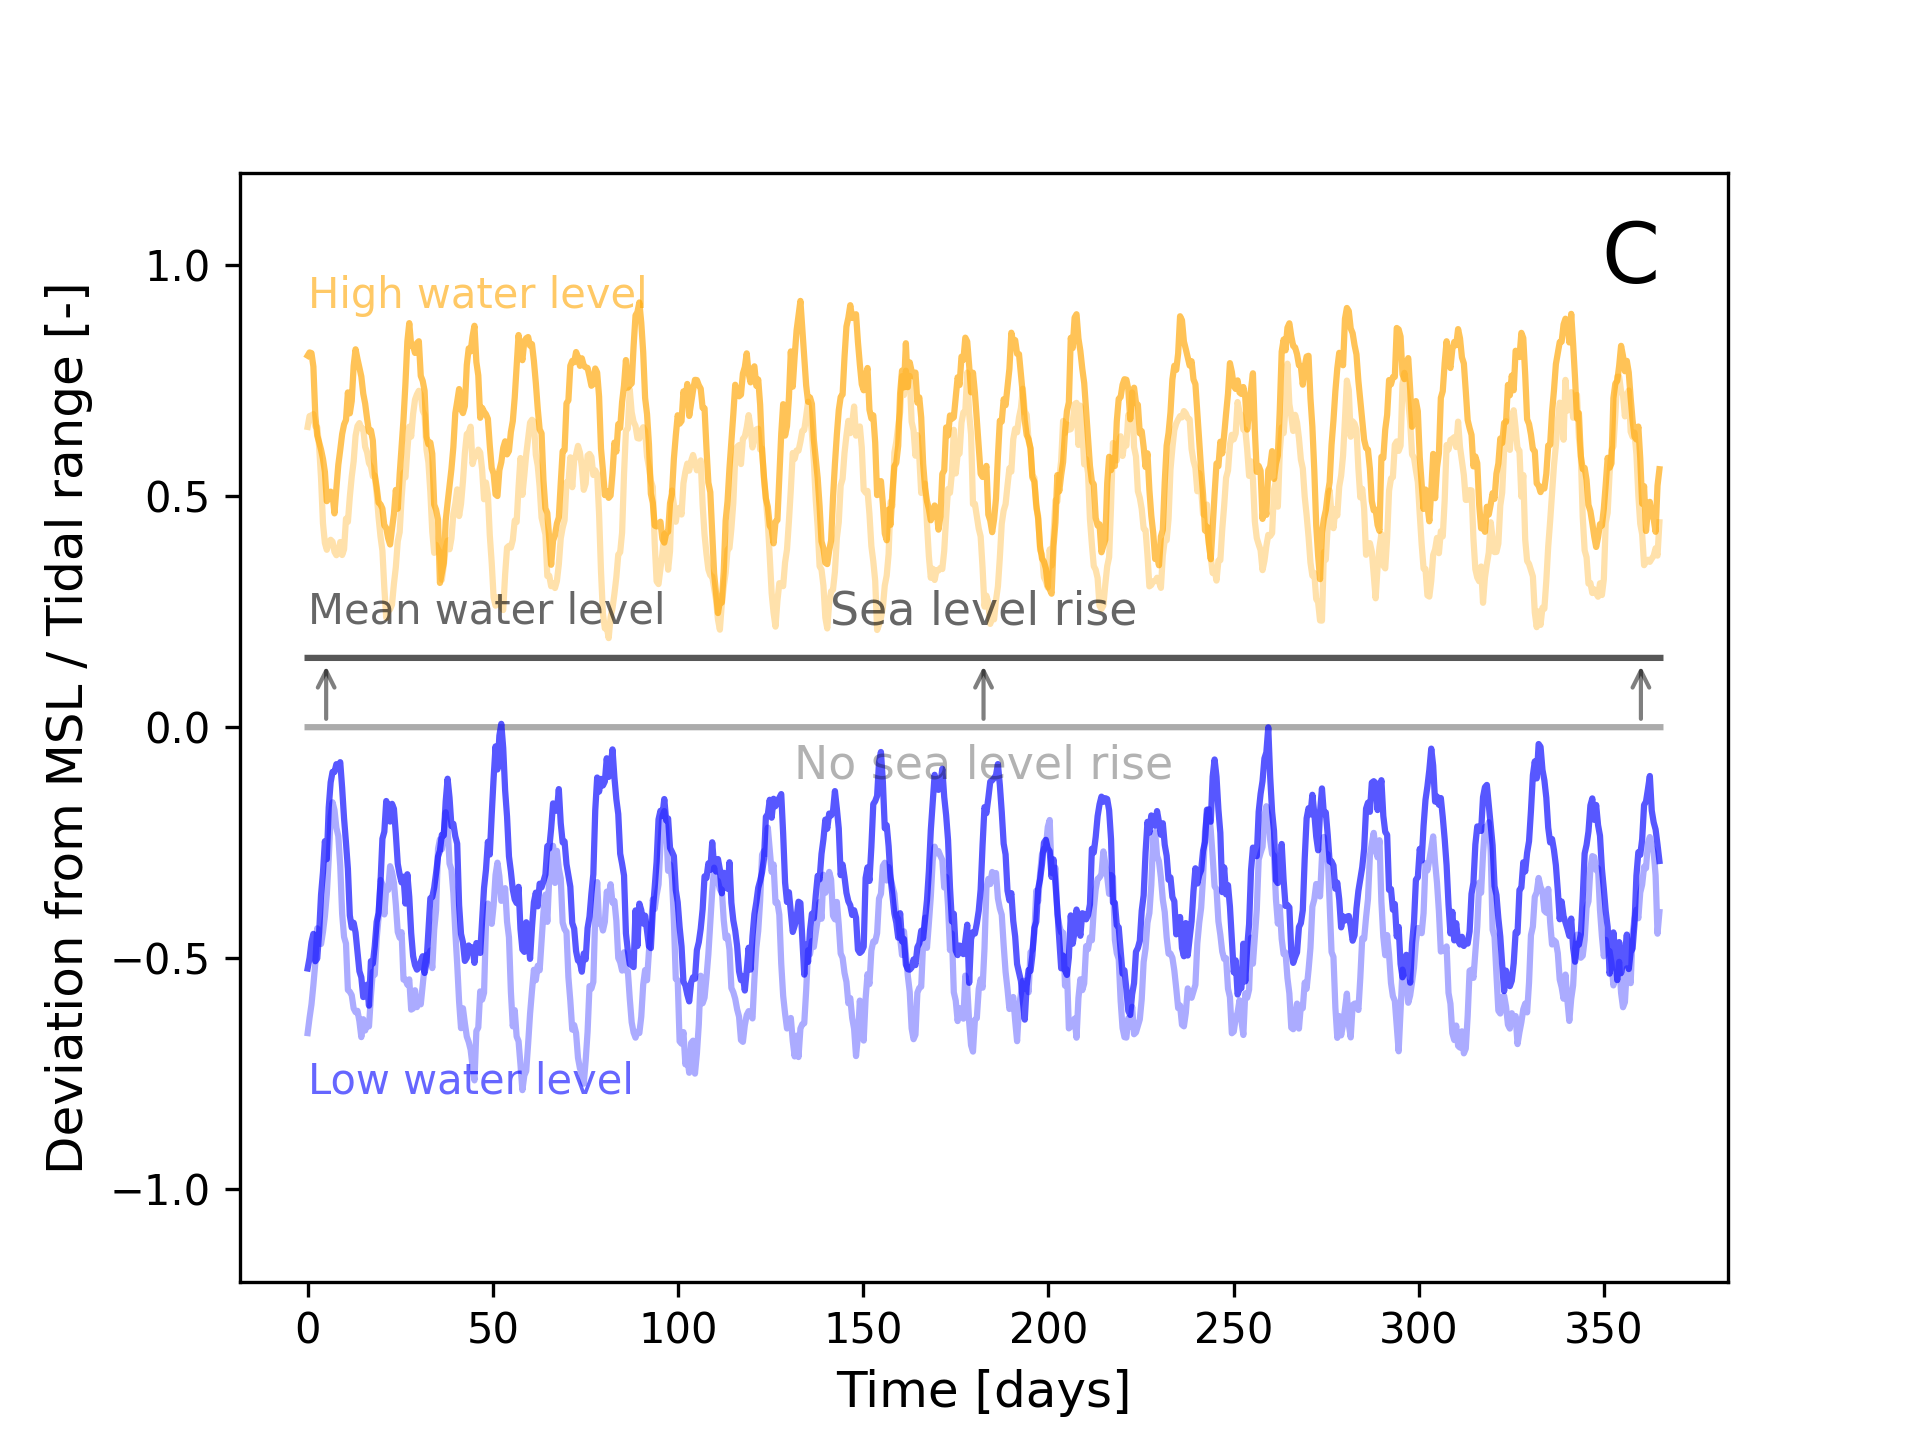 C
1.0
High water level
0.5
Mean water level
Sea level rise
0.0
No sea level rise
−0.5
Low water level
−1.0
Deviation from MSL / Tidal range [-]
0 50 100 150 200 250 300 350
Time [days]